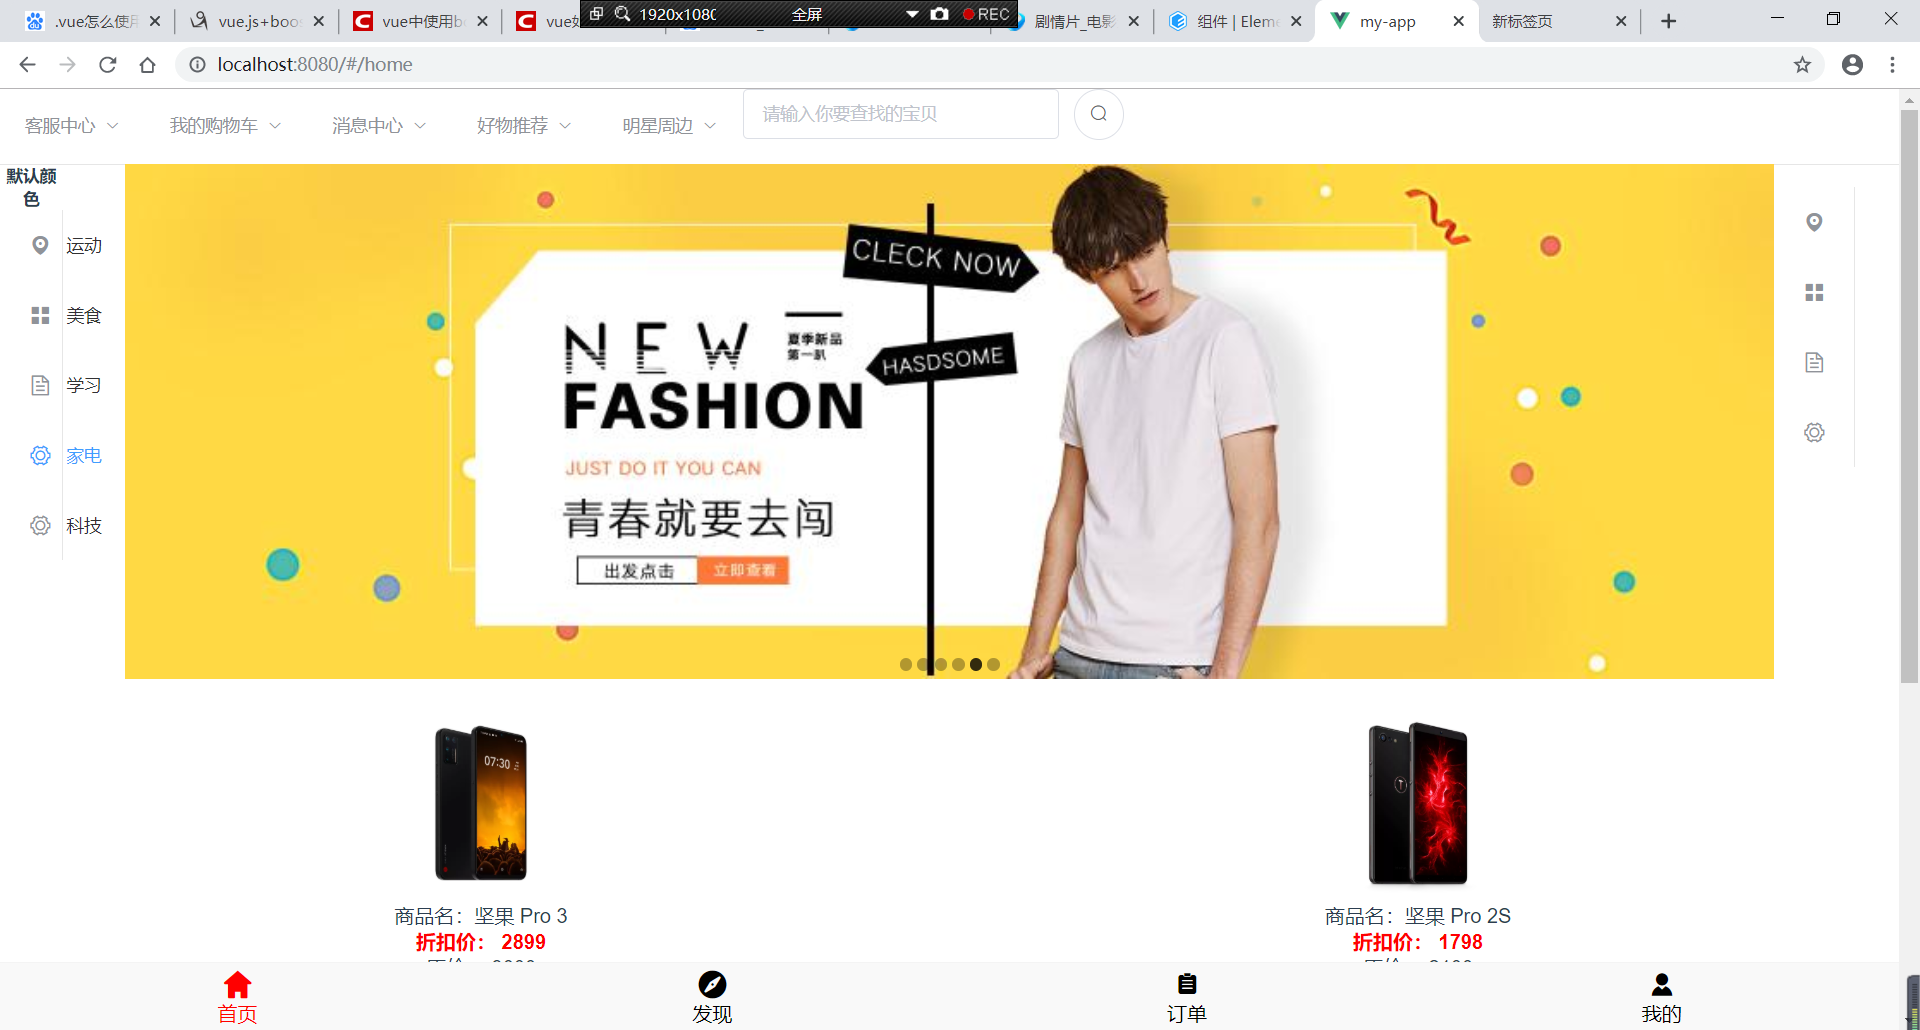 .vue怎么使用
vue.js+boos
vue中使用b
vue如
1920x1080
全屏
REC
剧情片_电影
组件 | Eleme
my-app
新标签页
localhost:8080/#/home
客服中心
我的购物车
消息中心
好物推荐
明星周边
请输入你要查找的宝贝
默认颜
色
运动
美食
学习
家电
科技
CLECK NOW
HASDSOME
NEW
夏季新品
第一趴
FASHION
JUST DO IT YOU CAN
青春就要去闯
出发点击
立即查看
07:30
商品名：坚果 Pro 3
折扣价： 2899
商品名：坚果 Pro 2S
折扣价： 1798
首页
发现
订单
我的